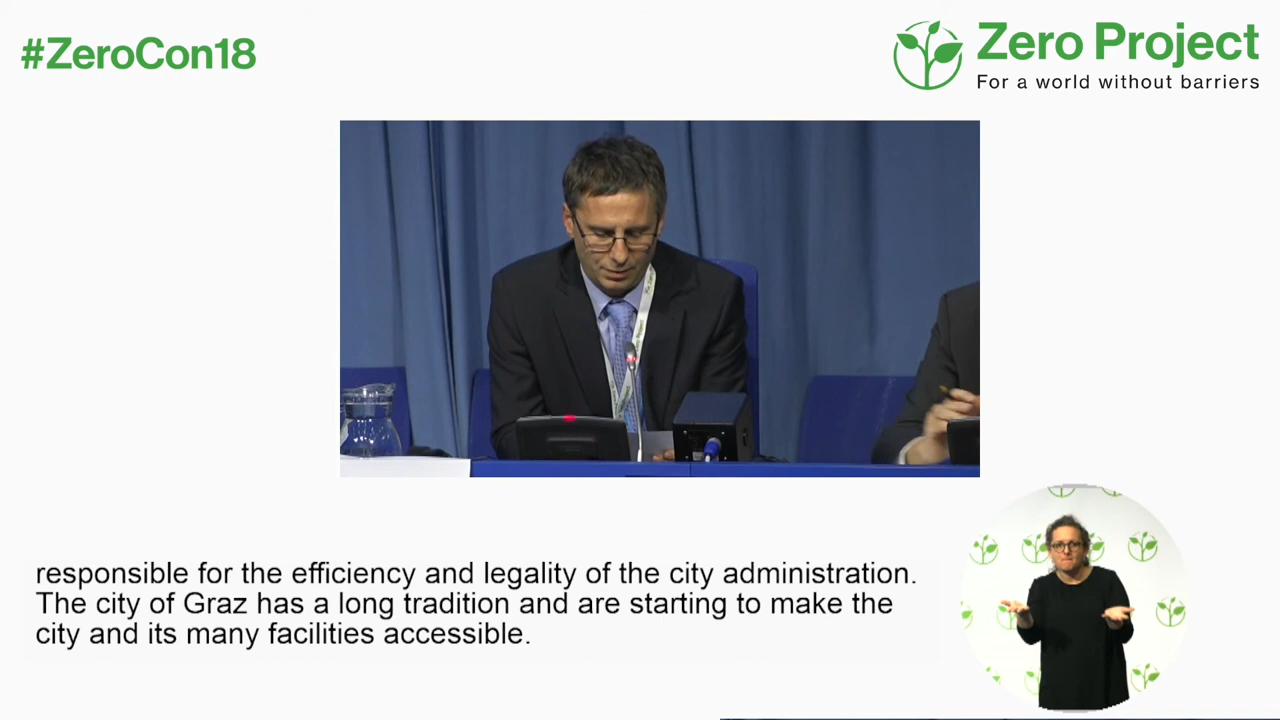 #ZeroCon18
Zero Project
For a world without barriers
responsible for the efficiency and legality of the city administration.
The city of Graz has a long tradition and are starting to make the
city and its many facilities accessible.